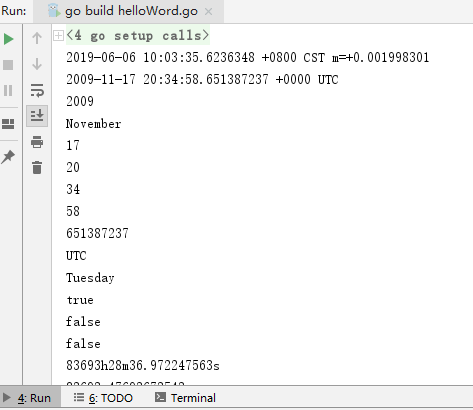 Run: go build helloWord.go
<4 go setup calls>
2019-06-06 10:03:35.6236348 +0800 CST m=+0.001998301
2009-11-17 20:34:58.651387237 +0000 UTC
2009
November
17
20
34
58
651387237
UTC
Tuesday
true
false
false
83693h28m36.972247563s
4: Run 6: TODO Terminal